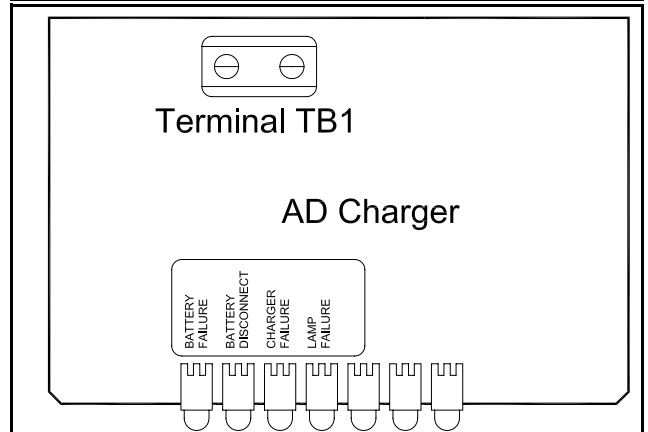 Terminal TB1
AD Charger
BATTERY
FAILURE
BATTERY
DISCONNECT
CHARGER
FAILURE
LAMP
FAILURE